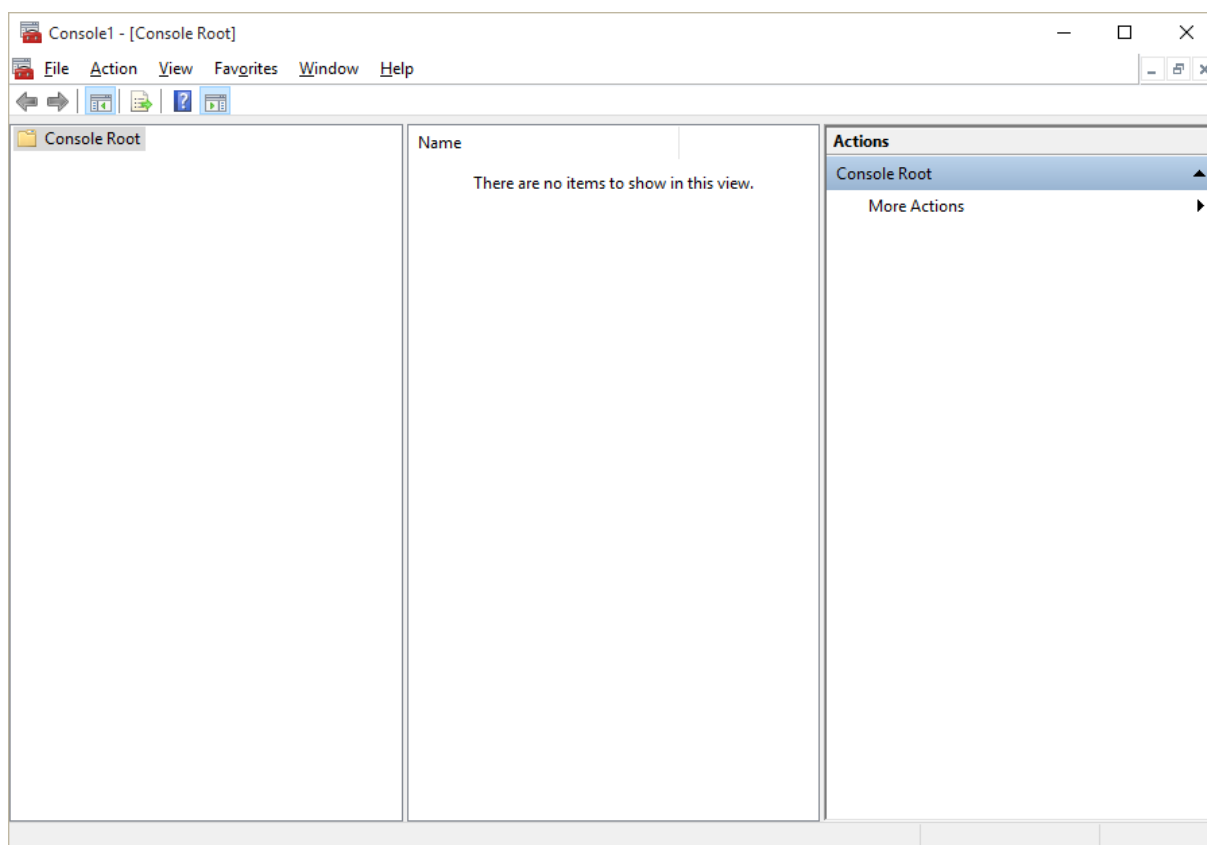 Console1 - [Console Root]
File Action View Favorites Window Help
Console Root
Name
There are no items to show in this view.
Actions
Console Root
More Actions